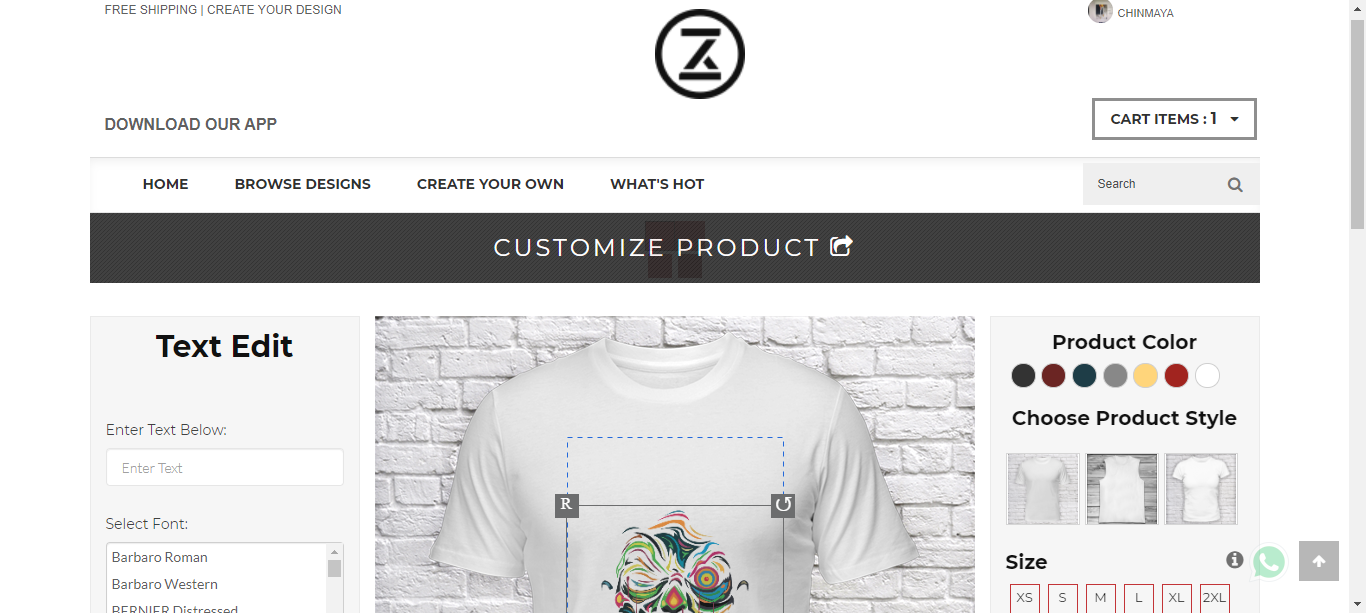 FREE SHIPPING | CREATE YOUR DESIGN
CHINMAYA
DOWNLOAD OUR APP
CART ITEMS : 1
HOME
BROWSE DESIGNS
CREATE YOUR OWN
WHAT'S HOT
Search
CUSTOMIZE PRODUCT
Text Edit
Enter Text Below:
Enter Text
Select Font:
Barbaro Roman
Barbaro Western
BERNIER Distressed
R
Product Color
Choose Product Style
Size
XS S M L XL 2XL